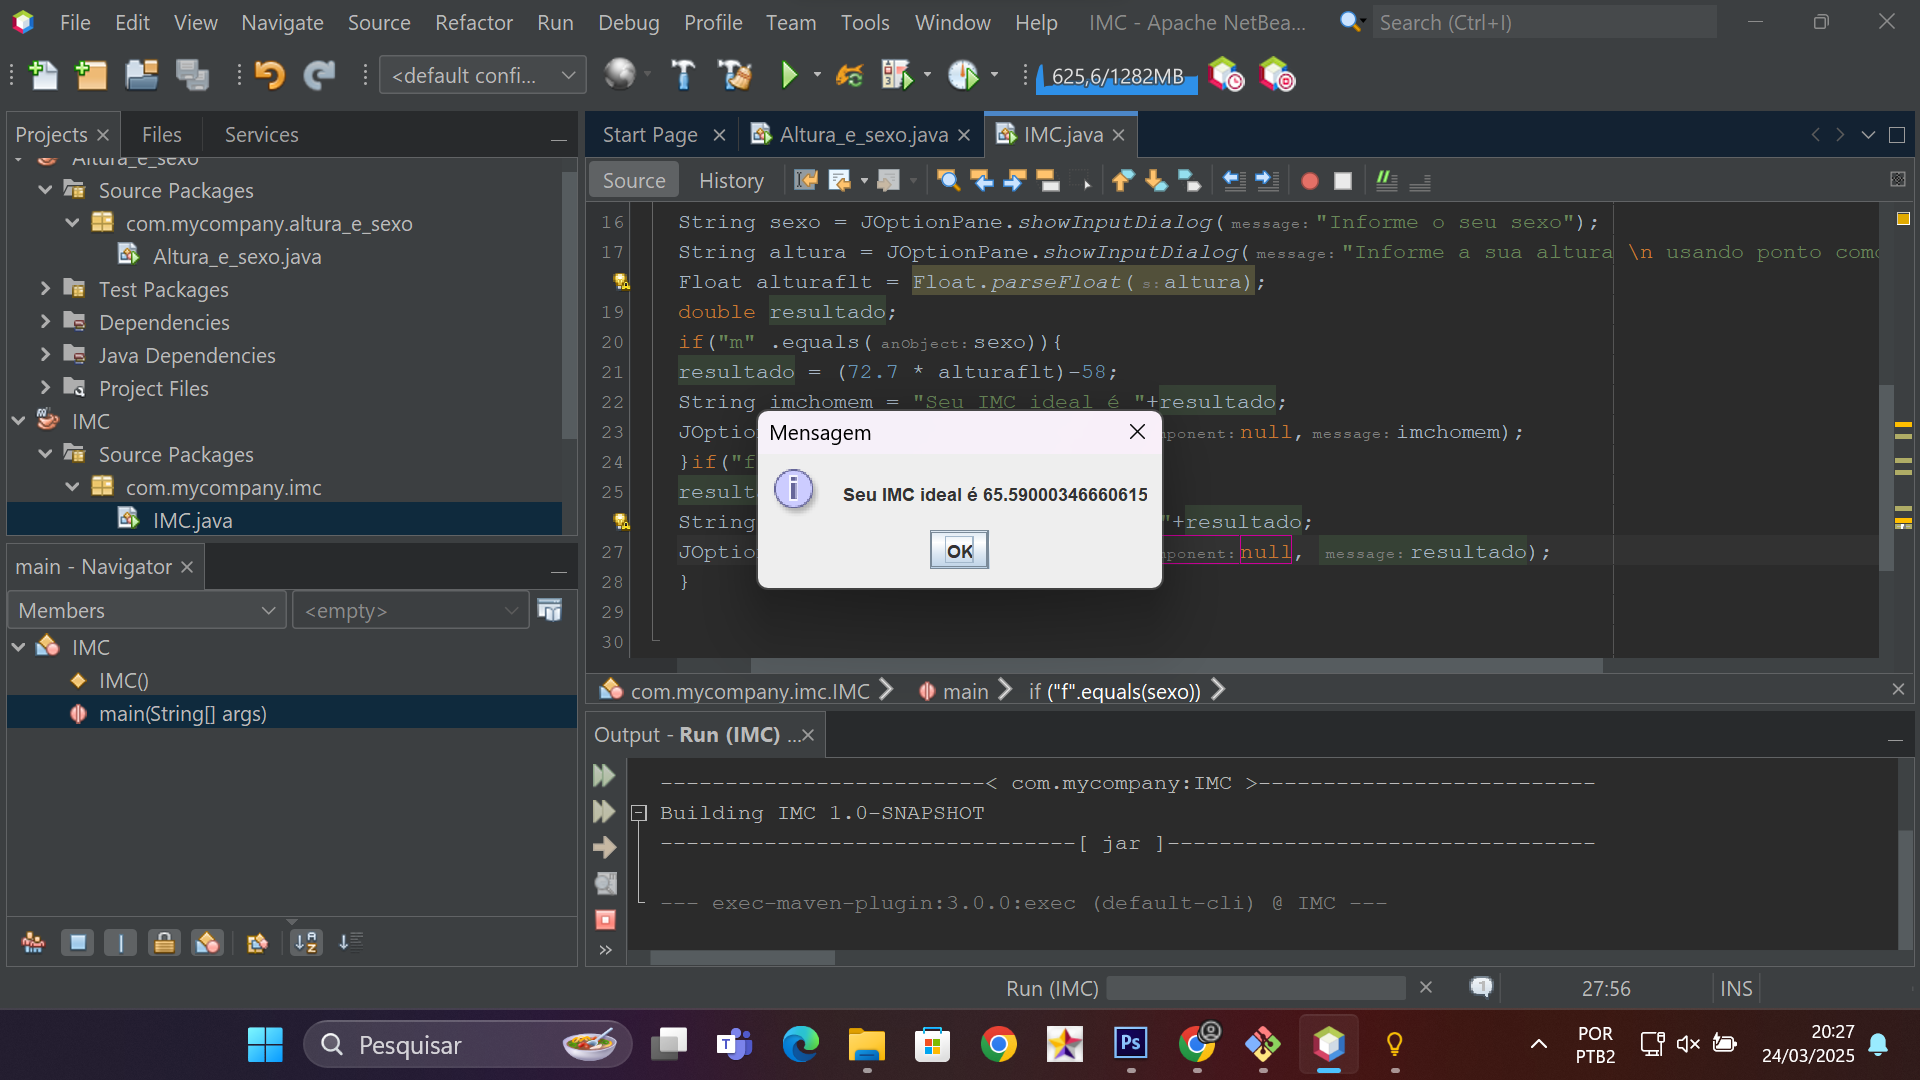 File Edit View Navigate Source Refactor Run Debug Profile Team Tools Window Help IMC - Apache NetBea... Search (Ctrl+I)
<default confi... 625,6/1282MB
Projects Files Services
Altura_e_sexo
Source Packages
com.mycompany.altura_e_sexo
Altura_e_sexo.java
Test Packages
Dependencies
Java Dependencies
Project Files
IMC
Source Packages
com.mycompany.imc
IMC.java
main - Navigator
Members <empty>
IMC
IMC()
main(String[] args)
Start Page Altura_e_sexo.java IMC.java
Source History
16 String sexo = JOptionPane.showInputDialog( message: "Informe o seu sexo");
17 String altura = JOptionPane.showInputDialog( message: "Informe a sua altura \n usando ponto como
Float alturaflt = Float.parseFloat( s: altura);
19 double resultado;
20 if("m" .equals( anObject: sexo)){
21 resultado = (72.7 * alturaflt)-58;
22 String imchomem = "Seu IMC ideal é "+resultado;
23 JOptio ponent: null, message: imchomem);
24 }if("f
25 result
String "+resultado;
27 JOption ponent: null, message: resultado);
28 }
29
30
Mensagem
Seu IMC ideal é 65.59000346660615
OK
com.mycompany.imc.IMC main if ("f".equals(sexo))
Output - Run (IMC) ...
-------------------------< com.mycompany:IMC >--------------------------
Building IMC 1.0-SNAPSHOT
--------------------------------[ jar ]---------------------------------
--- exec-maven-plugin:3.0.0:exec (default-cli) @ IMC ---
Run (IMC) 1 27:56 INS
Pesquisar
POR
PTB2
20:27
24/03/2025